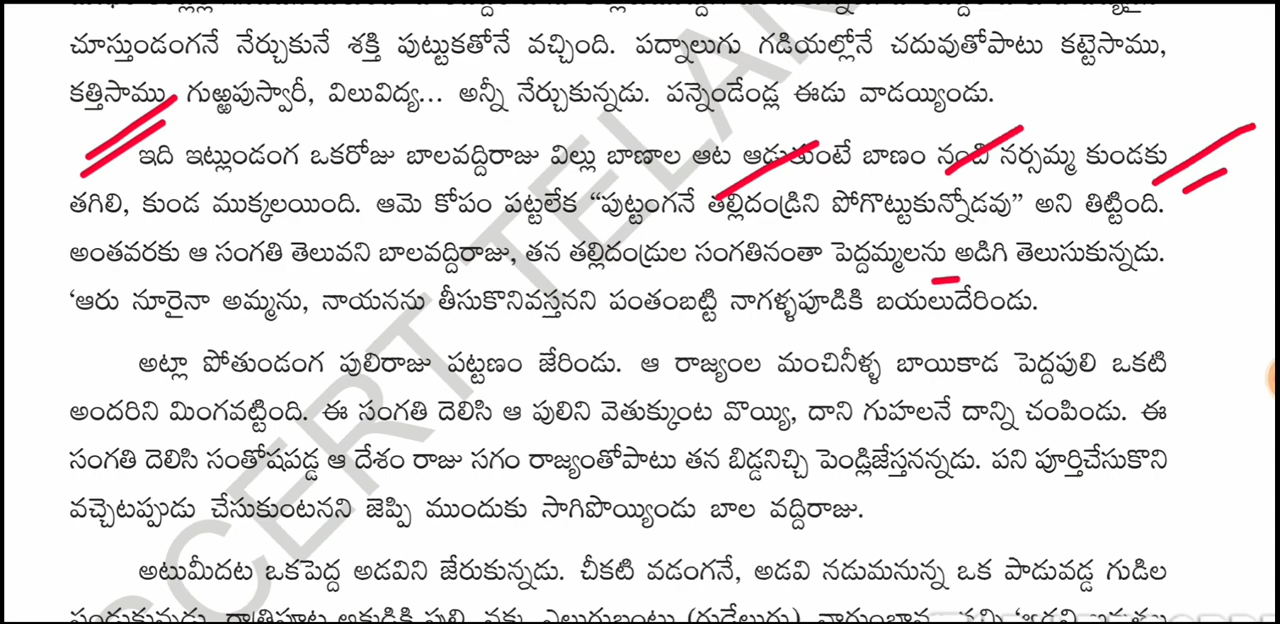 చూస్తుండంగనే నేర్చుకునే శక్తి పుట్టుకతోనే వచ్చింది. పద్నాలుగు గడియల్లోనే చదువుతోపాటు కట్టెసాము,
కత్తిసాము, గుఱ్ఱపుస్వారీ, విలువిద్య... అన్నీ నేర్చుకున్నడు. పన్నెండేండ్ల ఈడు వాడయ్యిండు.
ఇది ఇట్లుండంగ ఒకరోజు బాలవద్దిరాజు విల్లు బాణాల ఆట ఆడుకుంటే బాణం నంబి నర్సమ్మ కుండకు
తగిలి, కుండ ముక్కలయింది. ఆమె కోపం పట్టలేక “పుట్టంగనే తల్లిదండ్రిని పోగొట్టుకున్నోడవు” అని తిట్టింది.
అంతవరకు ఆ సంగతి తెలువని బాలవద్దిరాజు, తన తల్లిదండ్రుల సంగతినంతా పెద్దమ్మలను అడిగి తెలుసుకున్నడు.
‘ఆరు నూరైనా అమ్మను, నాయనను తీసుకొనివస్తనని పంతంబట్టి నాగళ్ళపూడికి బయలుదేరిండు.
అట్లా పోతుండంగ పులిరాజు పట్టణం జేరిండు. ఆ రాజ్యంల మంచినీళ్ళ బాయికాడ పెద్దపులి ఒకటి
అందరిని మింగవట్టింది. ఈ సంగతి దెలిసి ఆ పులిని వెతుక్కుంట వొయ్యి, దాని గుహలనే దాన్ని చంపిండు. ఈ
సంగతి దెలిసి సంతోషపడ్డ ఆ దేశం రాజు సగం రాజ్యంతోపాటు తన బిడ్డనిచ్చి పెండ్లిజేస్తనన్నడు. పని పూర్తిచేసుకొని
వచ్చెటప్పుడు చేసుకుంటనని జెప్పి ముందుకు సాగిపొయ్యిండు బాల వద్దిరాజు.
అటుమీదట ఒకపెద్ద అడవిని జేరుకున్నడు. చీకటి వడంగనే, అడవి నడుమనున్న ఒక పాడువడ్డ గుడిల
SCERT TELAN